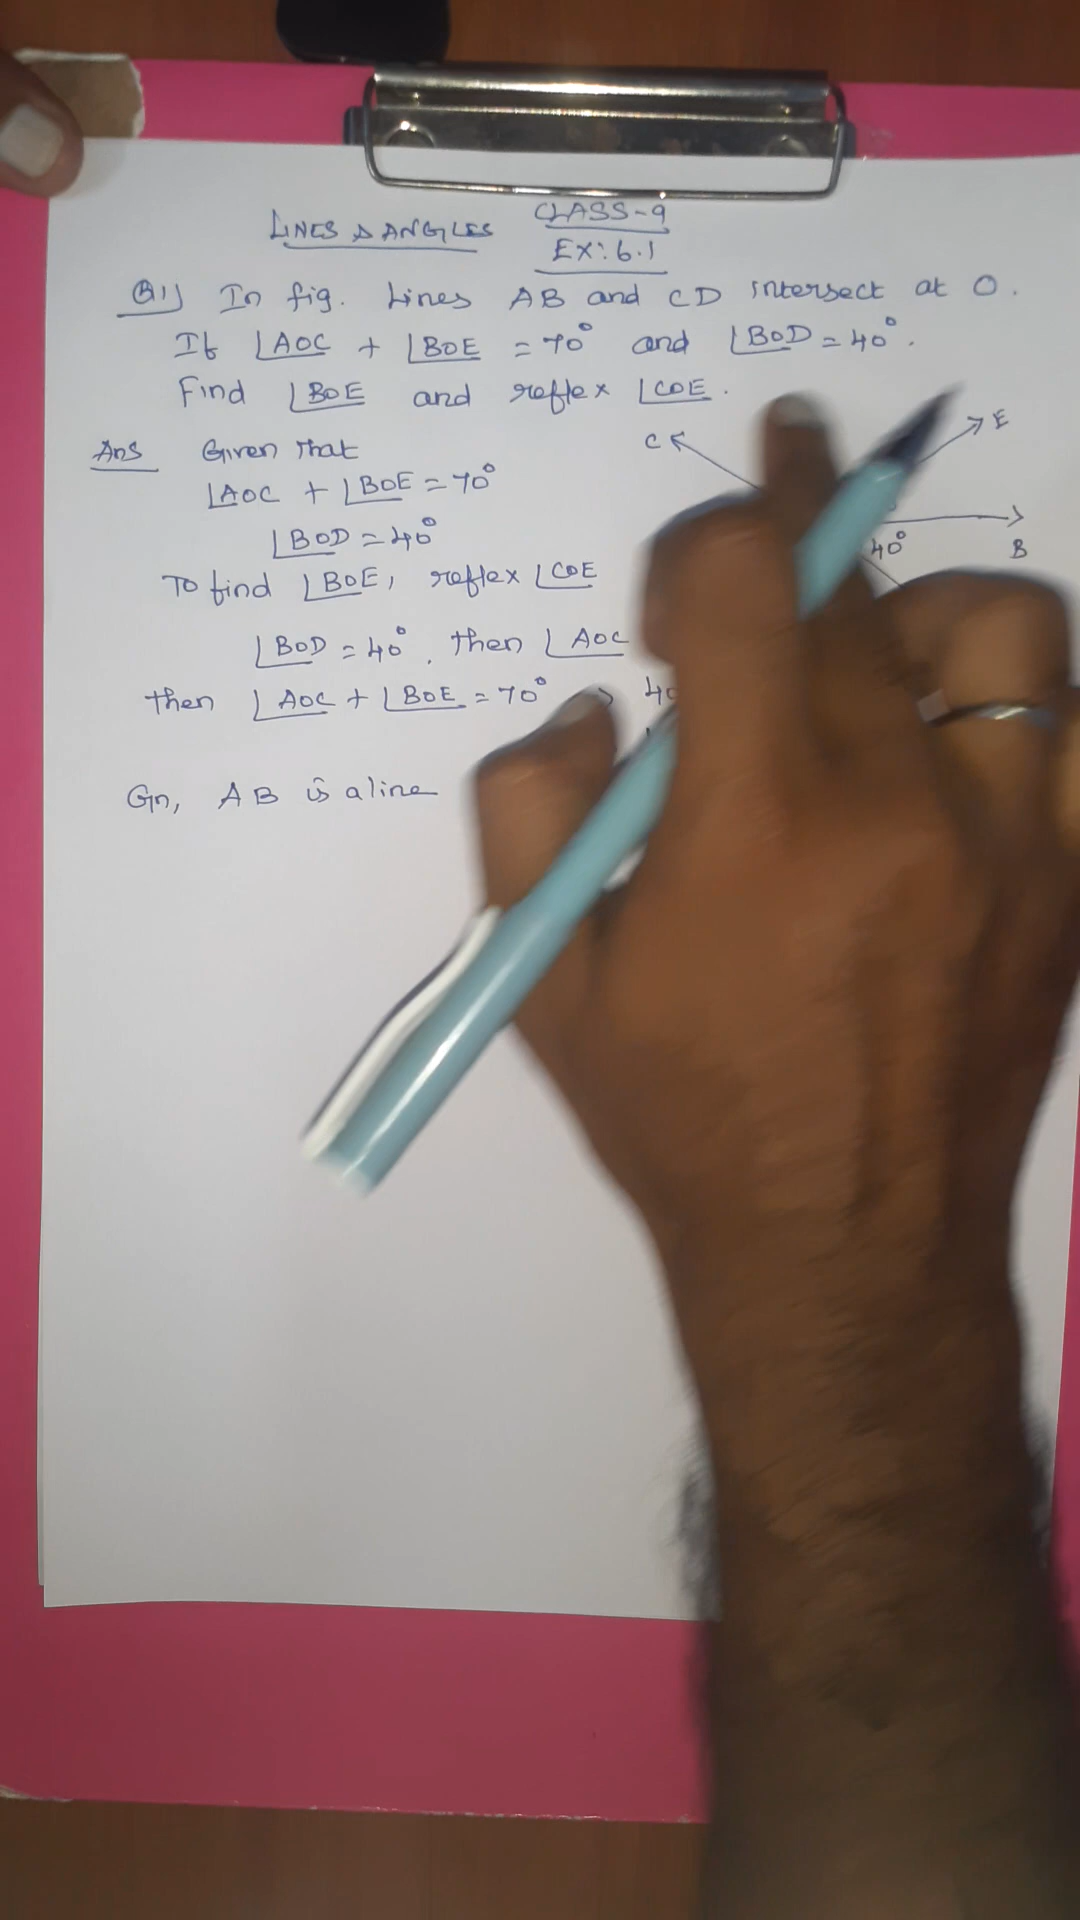 LINES & ANGLES CLASS-9
EX: 6.1
Q1) In fig. Lines AB and CD intersect at O.
If ∠AOC + ∠BOE = 70° and ∠BOD = 40°.
Find ∠BOE and reflex ∠COE.
Ans Given that
∠AOC + ∠BOE = 70°
∠BOD = 40°
To find ∠BOE, reflex ∠COE
∠BOD = 40°. then ∠AOC
then ∠AOC + ∠BOE = 70°
Gn, AB is a line
C
E
40°
B